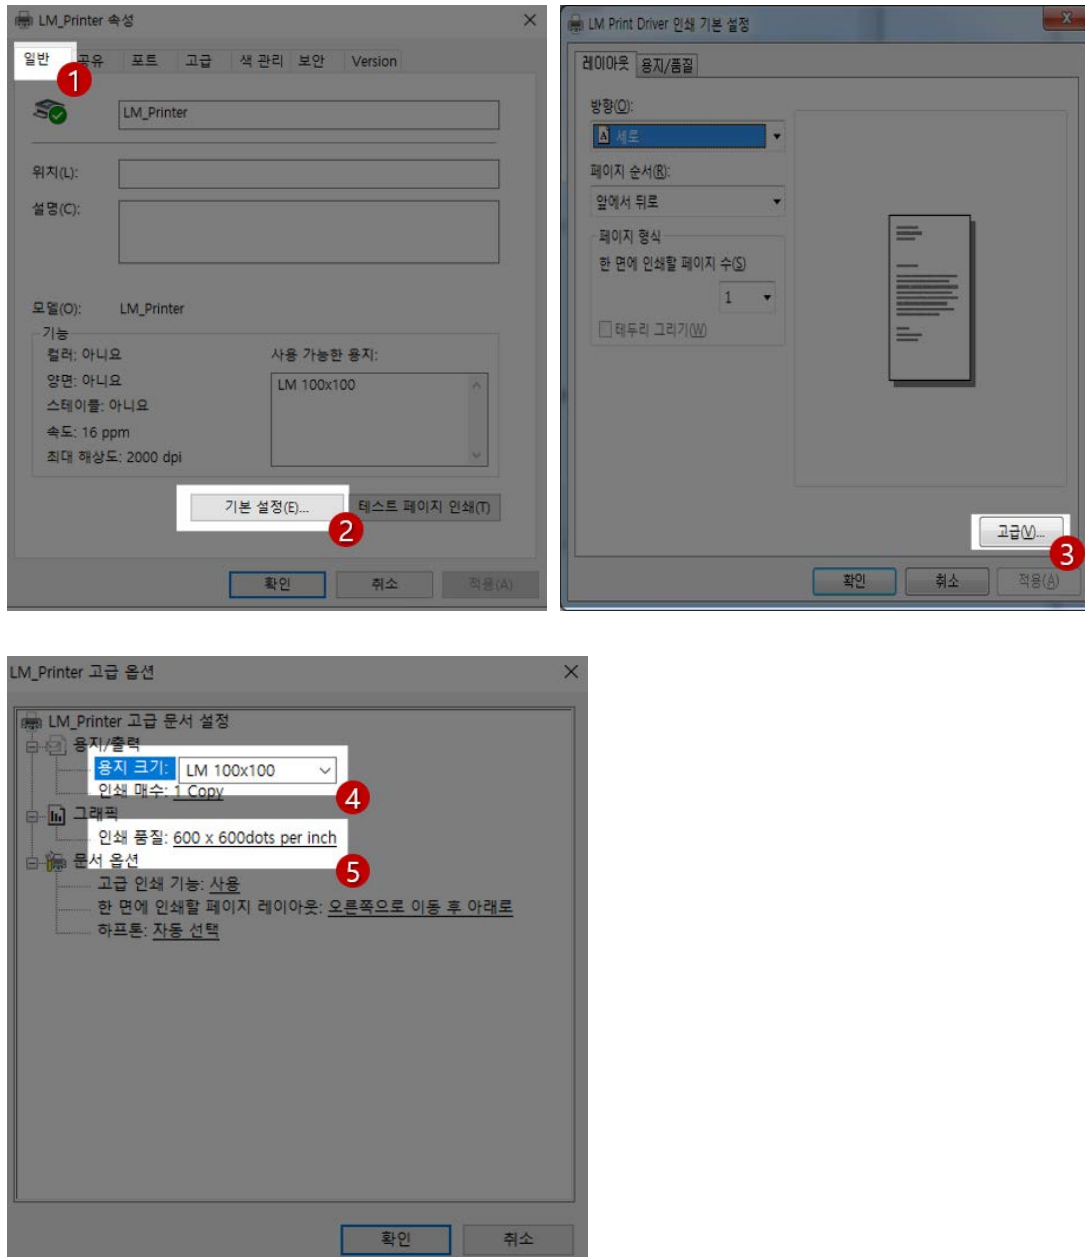 LM_Printer 속성
일반 공유 포트 고급 색 관리 보안 Version
1
LM_Printer
위치(L):
설명(C):
모델(O): LM_Printer
기능
컬러: 아니요
양면: 아니요
스테이플: 아니요
속도: 16 ppm
최대 해상도: 2000 dpi
사용 가능한 용지:
LM 100x100
기본 설정(E)... 테스트 페이지 인쇄(T)
2
확인 취소 적용(A)
LM Print Driver 인쇄 기본 설정
레이아웃 용지/품질
방향(O):
A 세로
페이지 순서(R):
앞에서 뒤로
페이지 형식
한 면에 인쇄할 페이지 수(S)
1
테두리 그리기(W)
고급(V)...
3
확인 취소 적용(A)
LM_Printer 고급 옵션
LM_Printer 고급 문서 설정
용지/출력
용지 크기: LM 100x100
4
인쇄 매수: 1 Copy
그래픽
인쇄 품질: 600 x 600dots per inch
5
문서 옵션
고급 인쇄 기능: 사용
한 면에 인쇄할 페이지 레이아웃: 오른쪽으로 이동 후 아래로
하프톤: 자동 선택
확인 취소